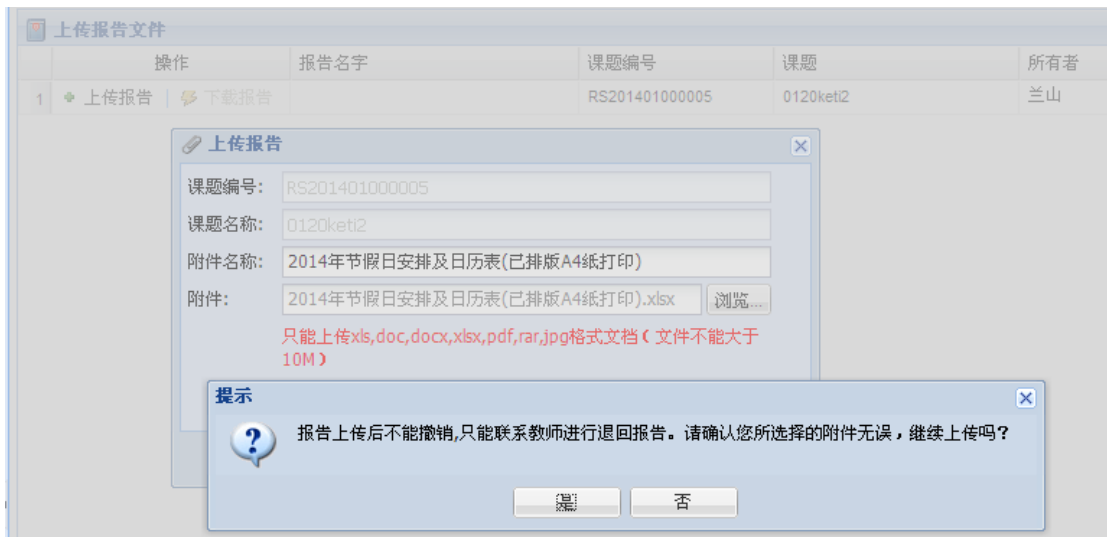 上传报告文件
操作 报告名字 课题编号 课题 所有者
1 上传报告 | 下载报告 RS201401000005 0120keti2 兰山
上传报告
课题编号: RS201401000005
课题名称: 0120keti2
附件名称: 2014年节假日安排及日历表(已排版A4纸打印)
附件: 2014年节假日安排及日历表(已排版A4纸打印).xlsx 浏览...
只能上传xls,doc,docx,xlsx,pdf,rar,jpg格式文档(文件不能大于
10M)
提示
报告上传后不能撤销,只能联系教师进行退回报告。请确认您所选择的附件无误，继续上传吗?
是 否